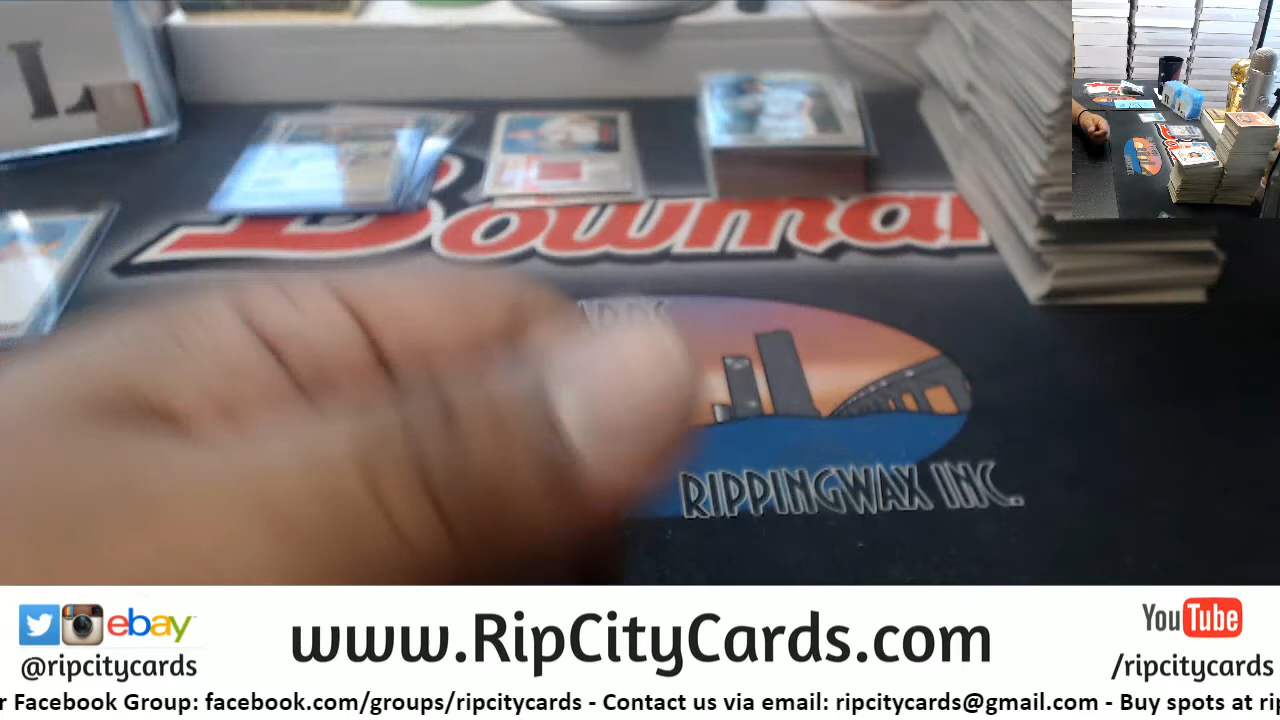 Bowman
RIPPINGWAX INC.
ebay
www.RipCityCards.com
YouTube
@ripcitycards
/ripcitycards
r Facebook Group: facebook.com/groups/ripcitycards - Contact us via email: ripcitycards@gmail.com - Buy spots at rip